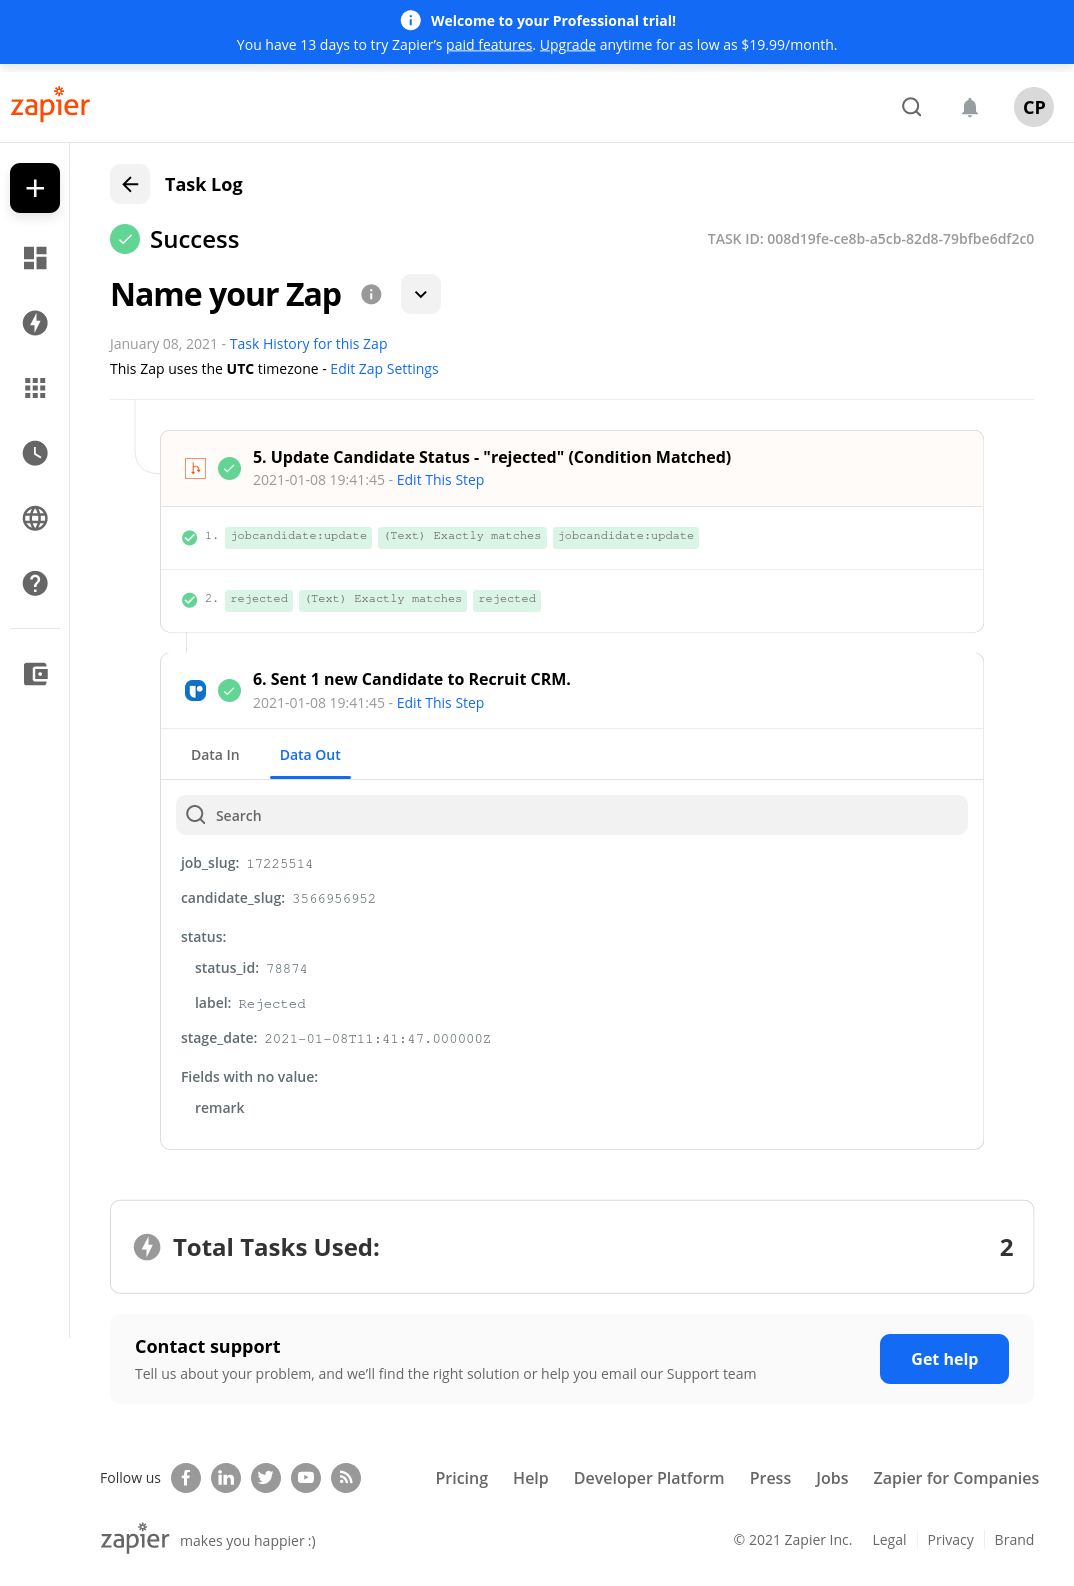 Welcome to your Professional trial!
You have 13 days to try Zapier's paid features. Upgrade anytime for as low as $19.99/month.
zapier
CP
Task Log
Success
TASK ID: 008d19fe-ce8b-a5cb-82d8-79bfbe6df2c0
Name your Zap
January 08, 2021 - Task History for this Zap
This Zap uses the UTC timezone - Edit Zap Settings
5. Update Candidate Status - "rejected" (Condition Matched)
2021-01-08 19:41:45 - Edit This Step
1. jobcandidate:update (Text) Exactly matches jobcandidate:update
2. rejected (Text) Exactly matches rejected
6. Sent 1 new Candidate to Recruit CRM.
2021-01-08 19:41:45 - Edit This Step
Data In Data Out
Search
job_slug: 17225514
candidate_slug: 3566956952
status:
status_id: 78874
label: Rejected
stage_date: 2021-01-08T11:41:47.000000Z
Fields with no value:
remark
Total Tasks Used: 2
Contact support
Tell us about your problem, and we’ll find the right solution or help you email our Support team
Get help
Follow us
Pricing Help Developer Platform Press Jobs Zapier for Companies
zapier makes you happier :)
© 2021 Zapier Inc. Legal Privacy Brand